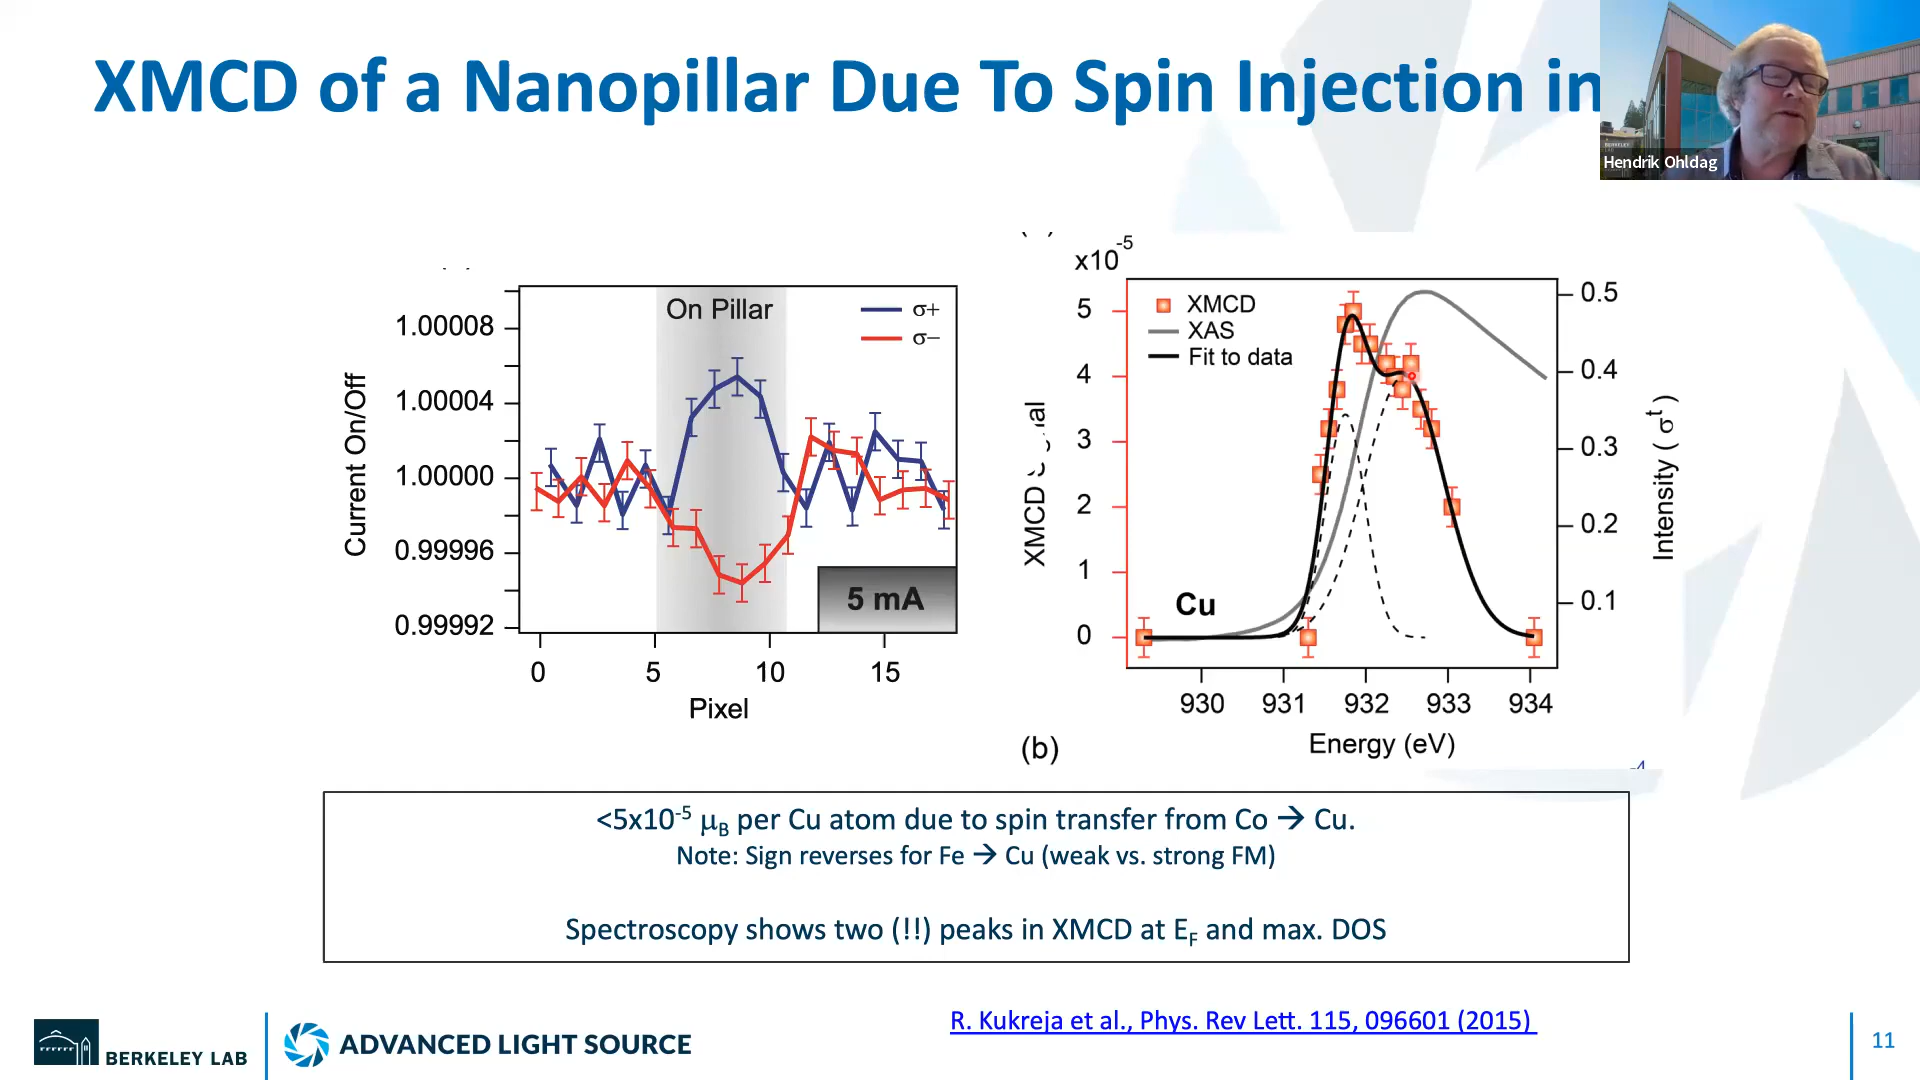 XMCD of a Nanopillar Due To Spin Injection in
Hendrik Ohldag
On Pillar
σ+
σ−
1.00008
1.00004
1.00000
0.99996
0.99992
Current On/Off
5 mA
0 5 10 15
Pixel
x10-5
XMCD
XAS
Fit to data
5
4
3
2
1
0
XMCD
0.5
0.4
0.3
0.2
0.1
Intensity ( σt )
Cu
930 931 932 933 934
Energy (eV)
(b)
-4
<5x10-5 μB per Cu atom due to spin transfer from Co → Cu.
Note: Sign reverses for Fe → Cu (weak vs. strong FM)
Spectroscopy shows two (!!) peaks in XMCD at EF and max. DOS
R. Kukreja et al., Phys. Rev Lett. 115, 096601 (2015)
BERKELEY LAB
ADVANCED LIGHT SOURCE
11